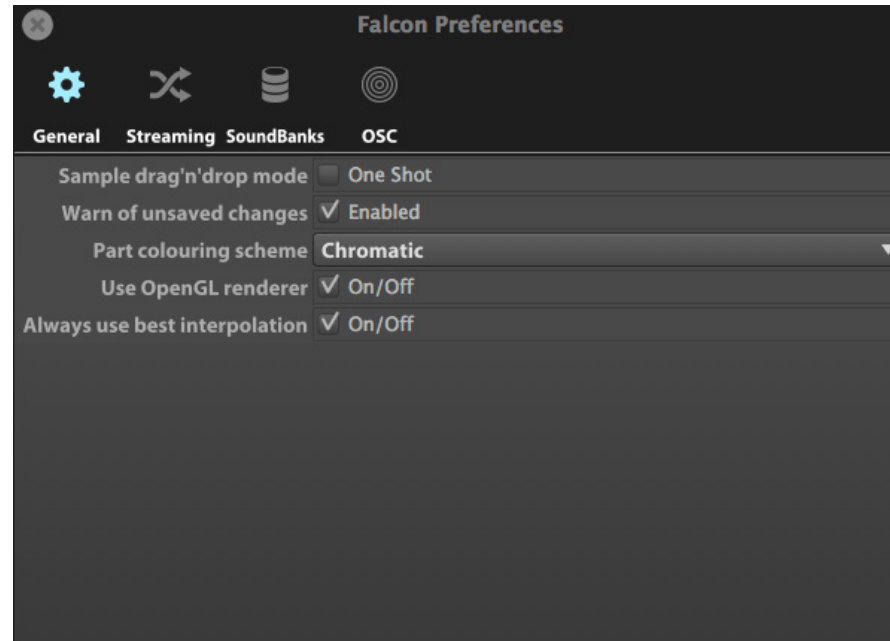 Falcon Preferences
General Streaming SoundBanks OSC
Sample drag'n'drop mode One Shot
Warn of unsaved changes Enabled
Part colouring scheme Chromatic
Use OpenGL renderer On/Off
Always use best interpolation On/Off